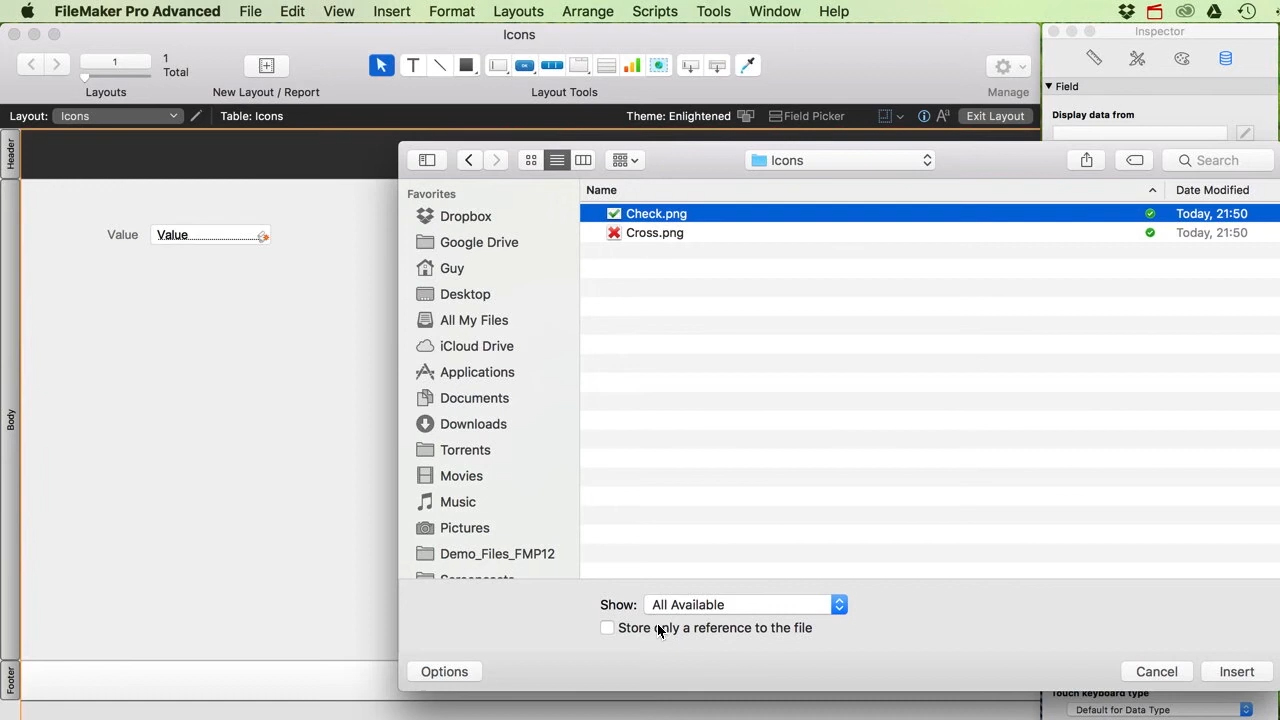 FileMaker Pro Advanced File Edit View Insert Format Layouts Arrange Scripts Tools Window Help
Icons
Inspector
1
1
Total
Layouts
New Layout / Report
Layout Tools
Manage
Field
Layout: Icons
Table: Icons
Theme: Enlightened
Field Picker
Aa
Exit Layout
Display data from
Header
Body
Footer
Value
Value
Icons
Search
Favorites
Dropbox
Google Drive
Guy
Desktop
All My Files
iCloud Drive
Applications
Documents
Downloads
Torrents
Movies
Music
Pictures
Demo_Files_FMP12
Screencasts
Name
Date Modified
Check.png
Today, 21:50
Cross.png
Today, 21:50
Show: All Available
Store only a reference to the file
Options
Cancel
Insert
Touch keyboard type
Default for Data Type